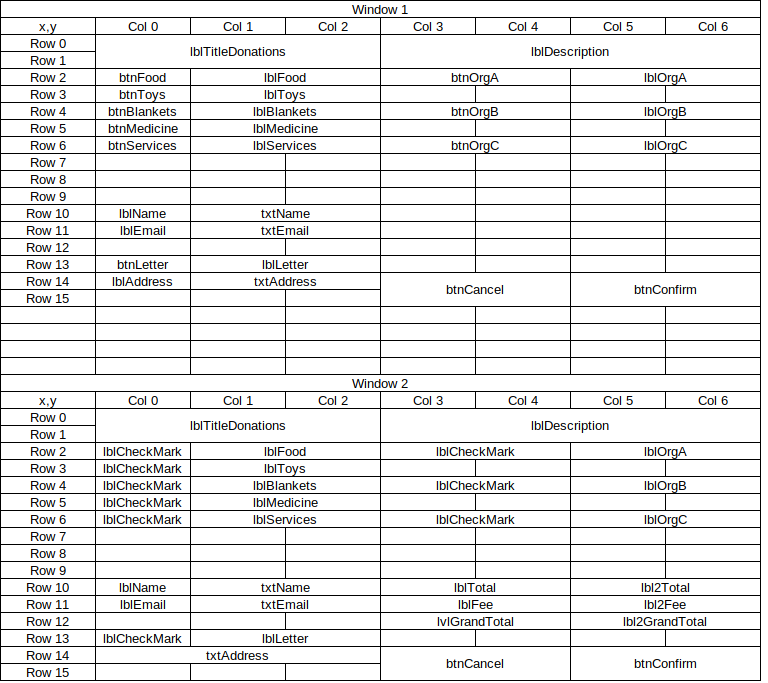 Window 1
x,y Col 0 Col 1 Col 2 Col 3 Col 4 Col 5 Col 6
Row 0
lblTitleDonations lblDescription
Row 1
Row 2 btnFood lblFood btnOrgA lblOrgA
Row 3 btnToys lblToys
Row 4 btnBlankets lblBlankets btnOrgB lblOrgB
Row 5 btnMedicine lblMedicine
Row 6 btnServices lblServices btnOrgC lblOrgC
Row 7
Row 8
Row 9
Row 10 lblName txtName
Row 11 lblEmail txtEmail
Row 12
Row 13 btnLetter lblLetter
Row 14 lblAddress txtAddress
btnCancel btnConfirm
Row 15
Window 2
x,y Col 0 Col 1 Col 2 Col 3 Col 4 Col 5 Col 6
Row 0
lblTitleDonations lblDescription
Row 1
Row 2 lblCheckMark lblFood lblCheckMark lblOrgA
Row 3 lblCheckMark lblToys
Row 4 lblCheckMark lblBlankets lblCheckMark lblOrgB
Row 5 lblCheckMark lblMedicine
Row 6 lblCheckMark lblServices lblCheckMark lblOrgC
Row 7
Row 8
Row 9
Row 10 lblName txtName lblTotal lbl2Total
Row 11 lblEmail txtEmail lblFee lbl2Fee
Row 12 lvlGrandTotal lbl2GrandTotal
Row 13 lblCheckMark lblLetter
Row 14 txtAddress
btnCancel btnConfirm
Row 15